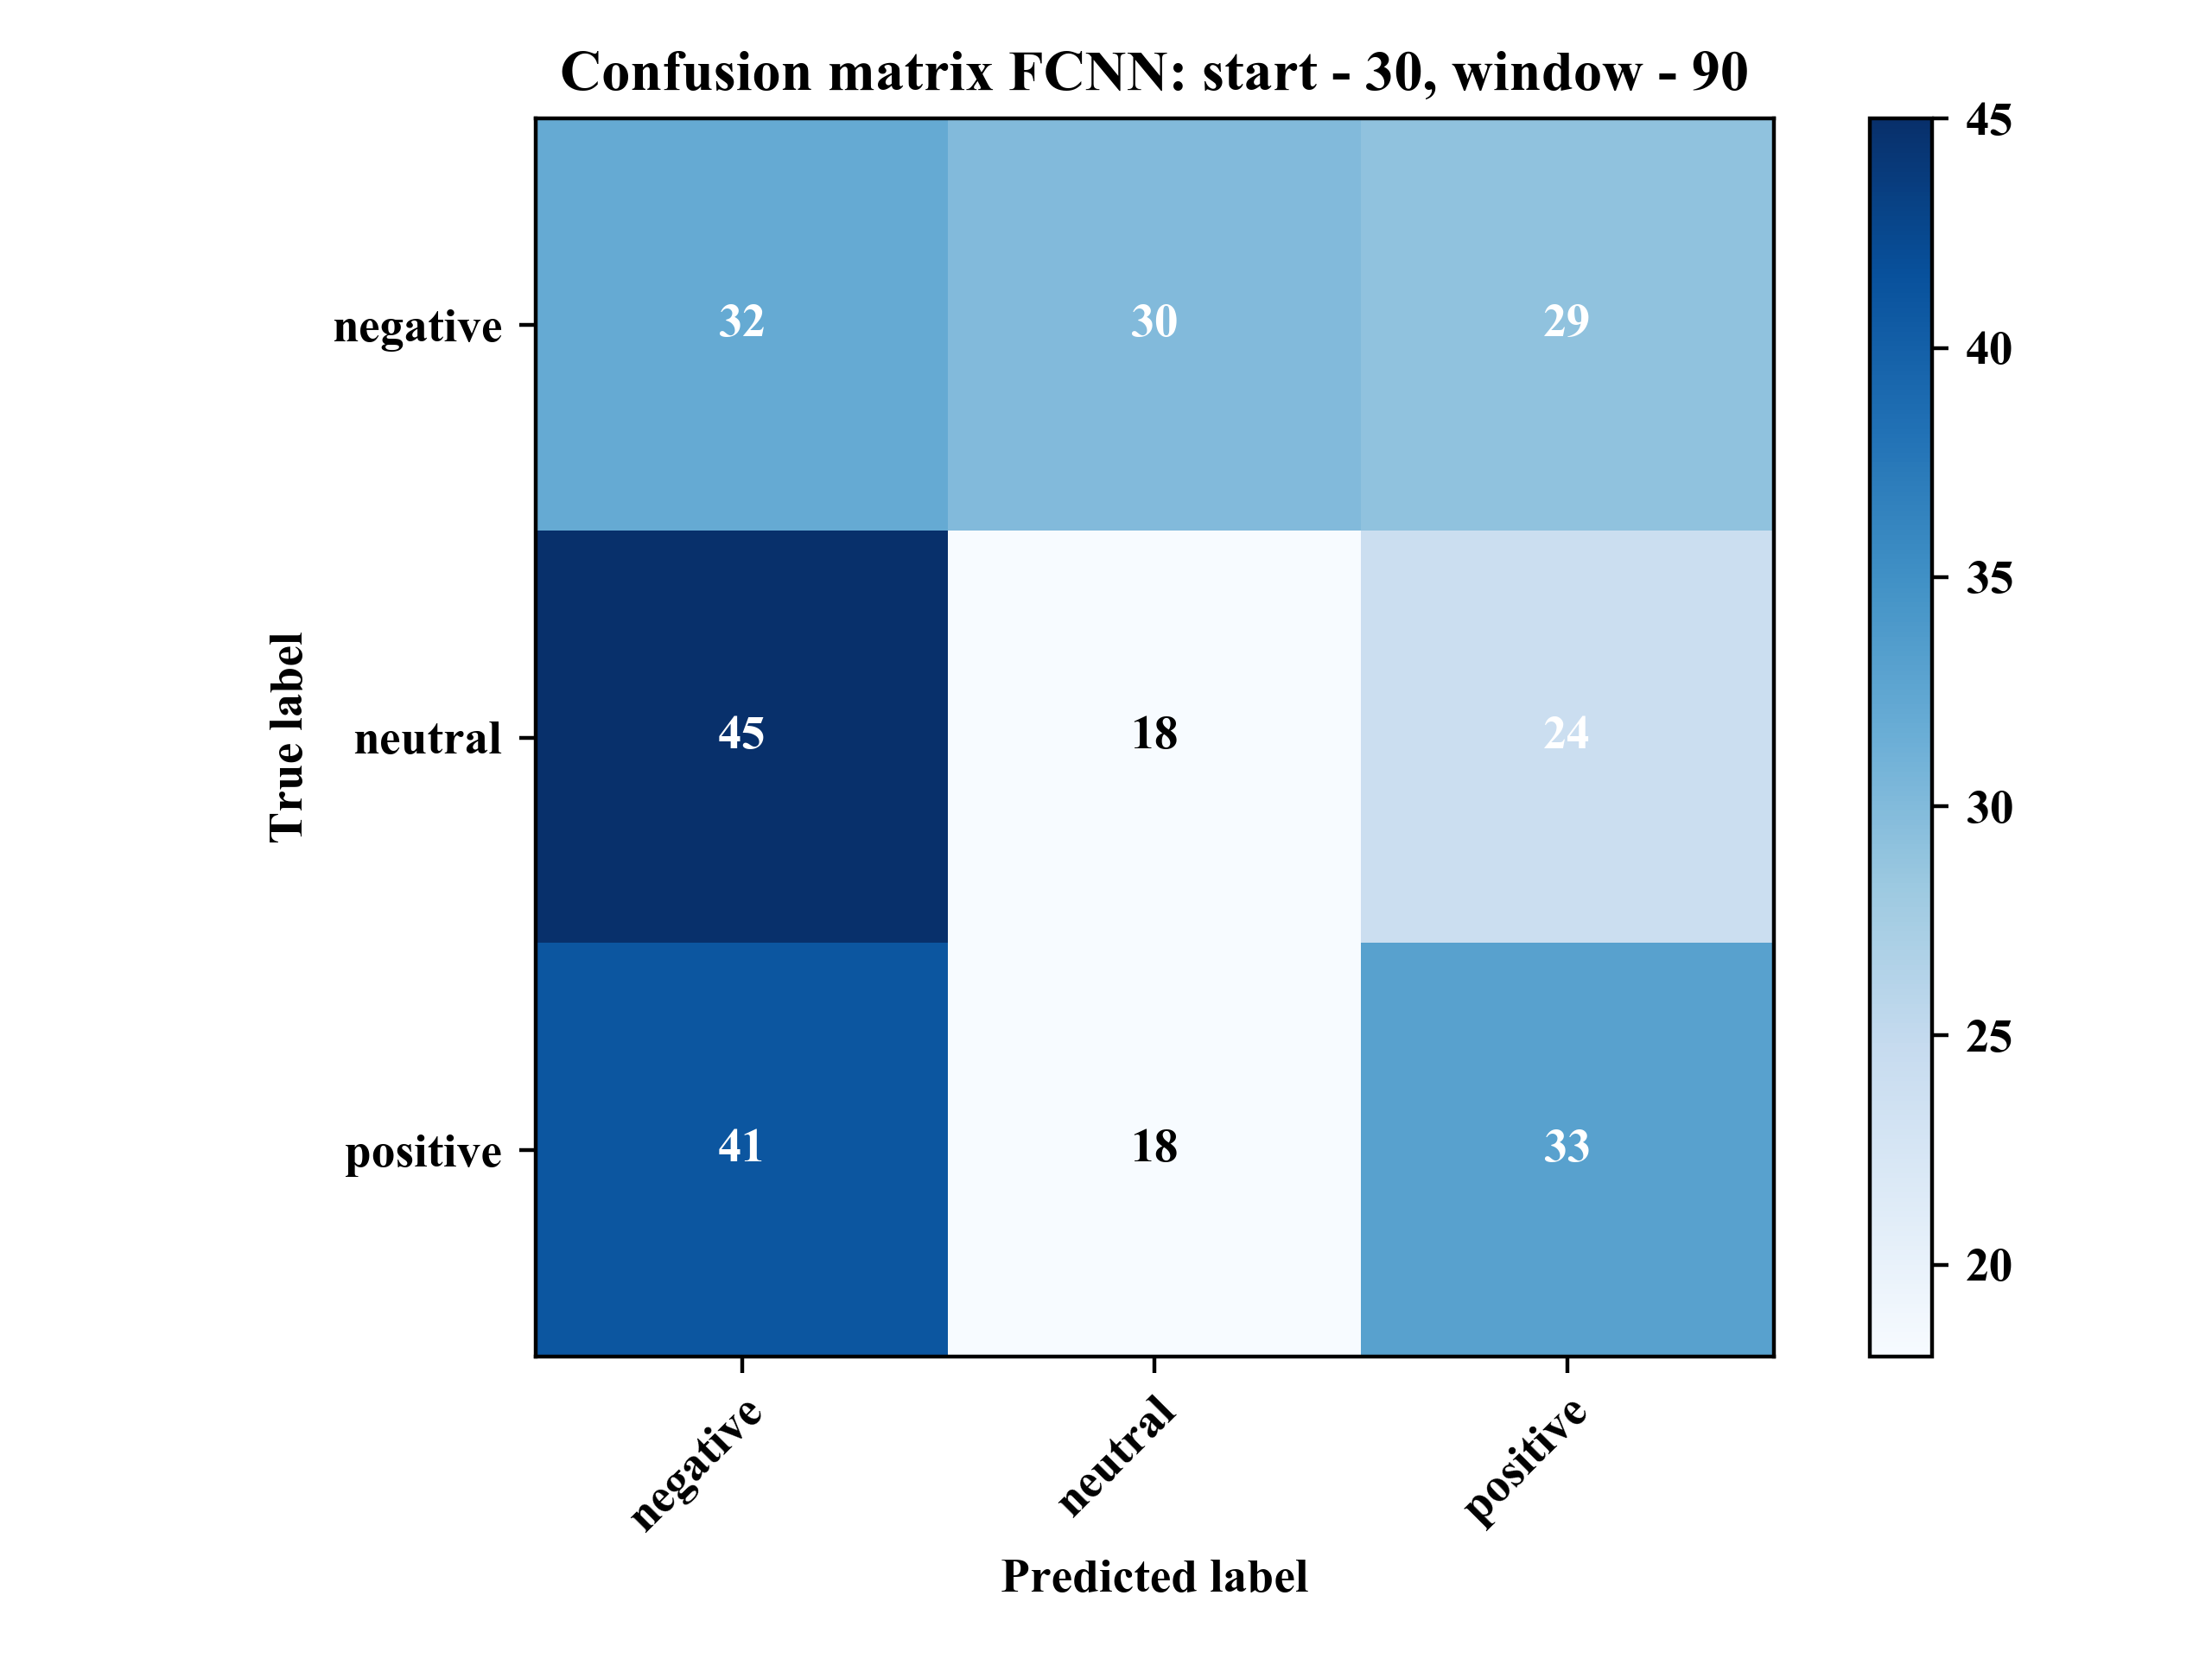 Confusion matrix FCNN: start - 30, window - 90
45
negative 32 30 29
40
35
True label
neutral 45 18 24
30
25
positive 41 18 33
20
negative neutral positive
Predicted label